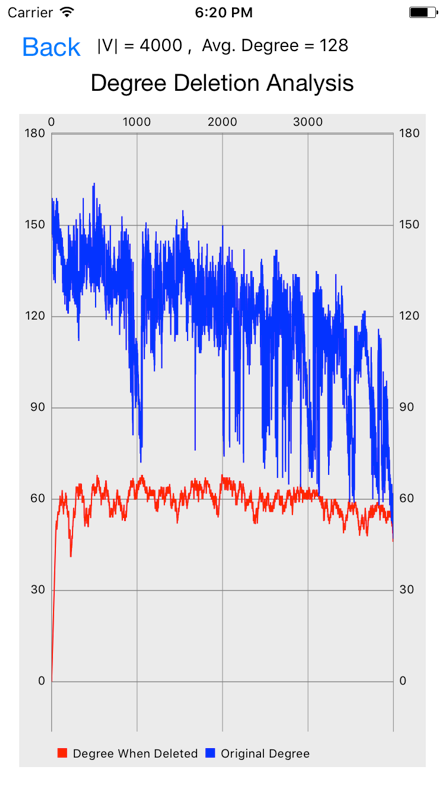 Carrier 6:20 PM
Back |V| = 4000 , Avg. Degree = 128
Degree Deletion Analysis
0 1000 2000 3000
180 180
150 150
120 120
90 90
60 60
30 30
0 0
Degree When Deleted Original Degree